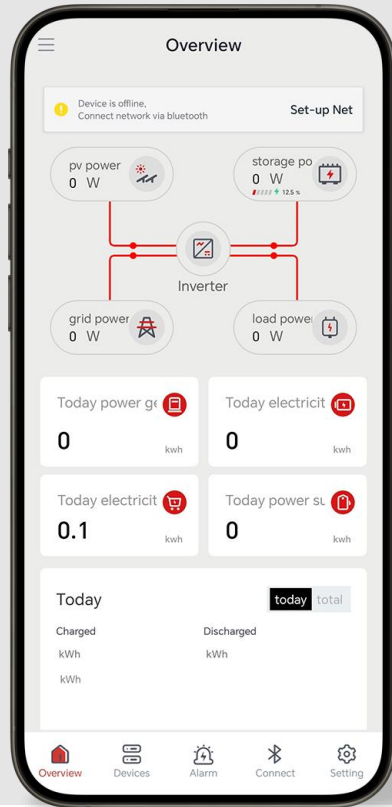 Overview
Device is offline,
Connect network via bluetooth
Set-up Net
pv power
0 W
storage po
0 W
12.5 %
Inverter
grid power
0 W
load power
0 W
Today power ge
0
kwh
Today electricit
0
kwh
Today electricit
0.1
kwh
Today power su
0
kwh
Today
today total
Charged
Discharged
kWh
kWh
kWh
Overview
Devices
Alarm
Connect
Setting